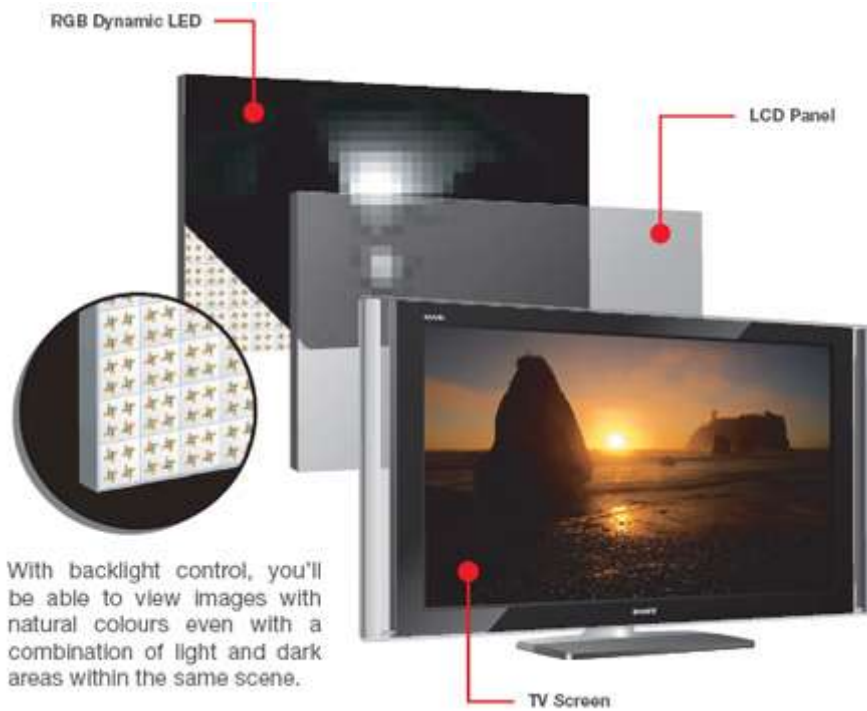 RGB Dynamic LED
LCD Panel
SONY
With backlight control, you'll
be able to view images with
natural colours even with a
combination of light and dark
areas within the same scene.
TV Screen